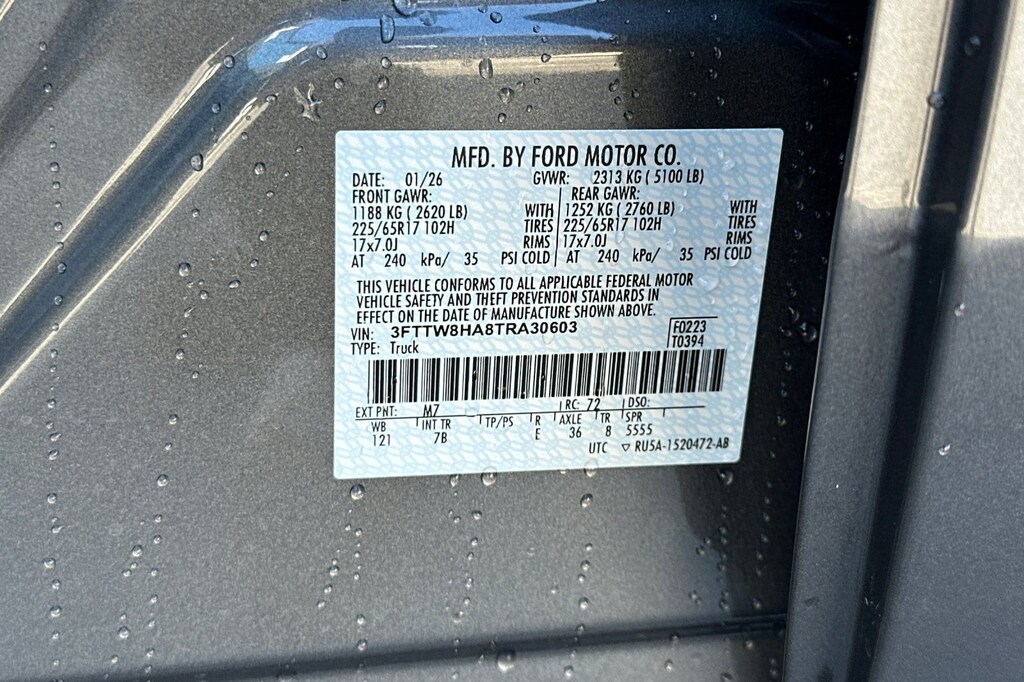 MFD. BY FORD MOTOR CO.
DATE: 01/26 GVWR: 2313 KG ( 5100 LB)
FRONT GAWR: REAR GAWR:
1188 KG ( 2620 LB) WITH 1252 KG ( 2760 LB) WITH
225/65R17 102H TIRES 225/65R17 102H TIRES
17x7.0J RIMS 17x7.0J RIMS
AT 240 kPa/ 35 PSI COLD AT 240 kPa/ 35 PSI COLD
THIS VEHICLE CONFORMS TO ALL APPLICABLE FEDERAL MOTOR
VEHICLE SAFETY AND THEFT PREVENTION STANDARDS IN
EFFECT ON THE DATE OF MANUFACTURE SHOWN ABOVE.
VIN: 3FTTW8HA8TRA30603 F0223
TYPE: Truck T0394
EXT PNT: M7 RC: 72 DSO:
WB INT TR TP/PS R AXLE TR SPR
121 7B E 36 8 5555
UTC ▽ RU5A-1520472-AB